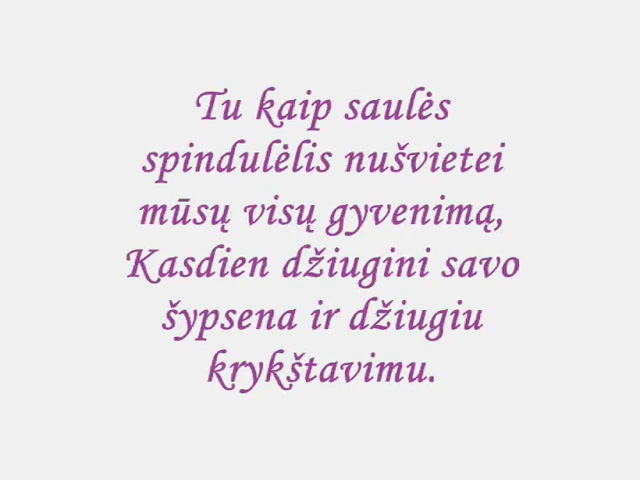 Tu kaip saulės
spindulėlis nušvietei
mūsų visų gyvenimą,
Kasdien džiugini savo
šypsena ir džiugiu
krykštavimu.